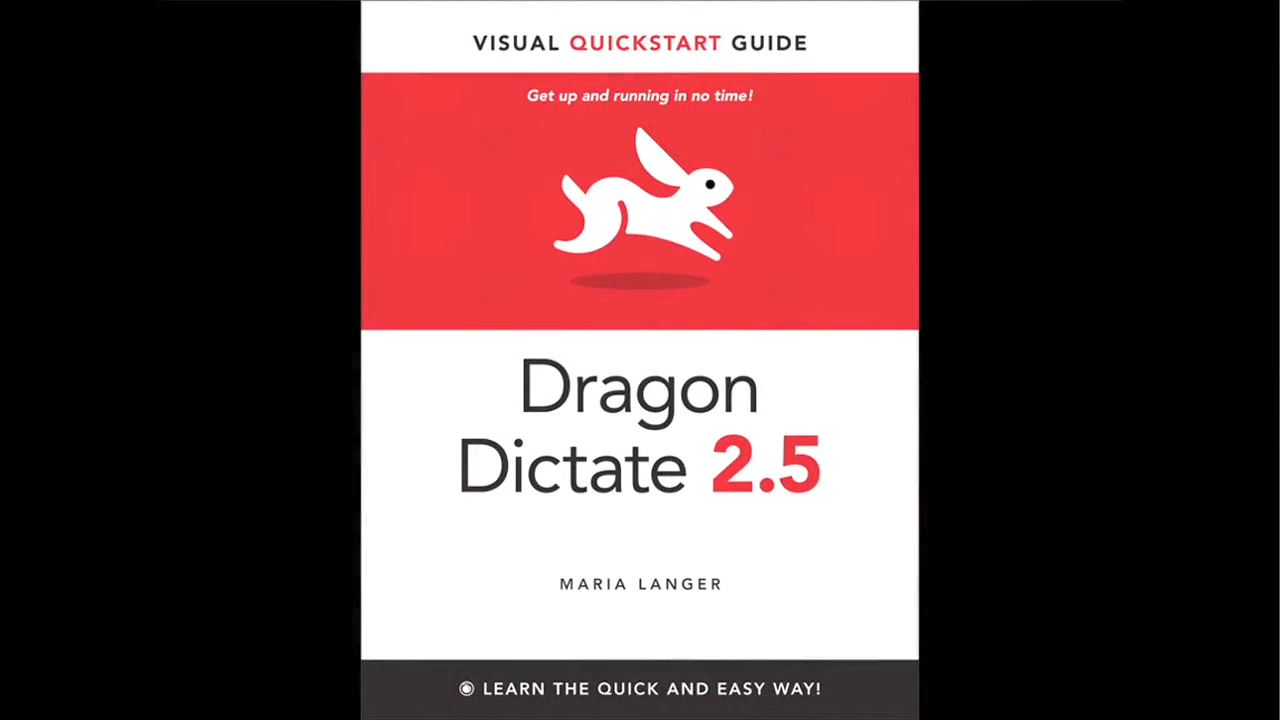 VISUAL QUICKSTART GUIDE
Get up and running in no time!
Dragon
Dictate 2.5
MARIA LANGER
LEARN THE QUICK AND EASY WAY!